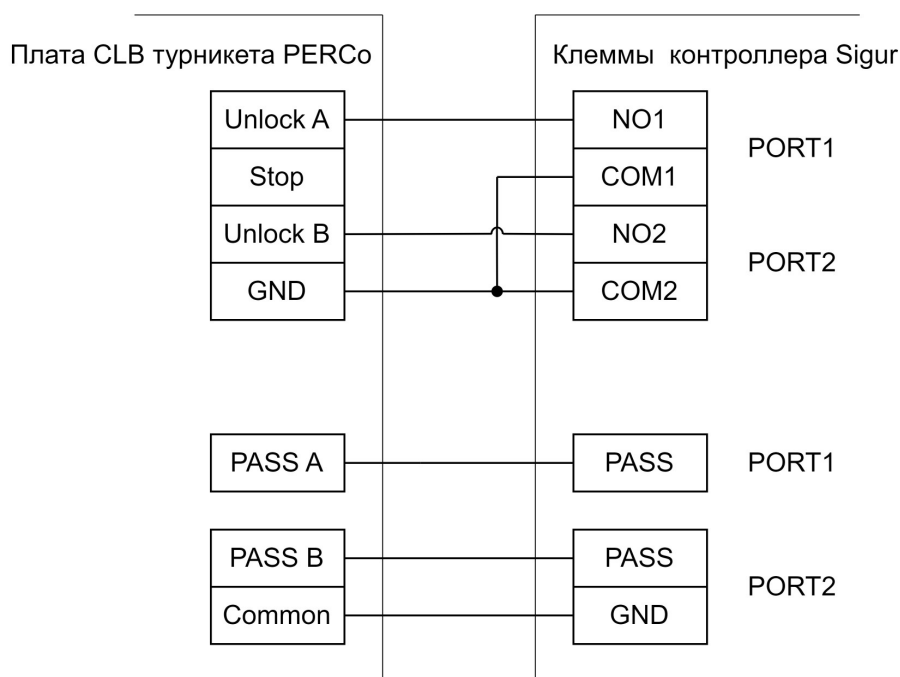 Плата CLB турникета PERCo
Клеммы контроллера Sigur
Unlock A
NO1
PORT1
Stop
COM1
Unlock B
NO2
PORT2
GND
COM2
PASS A
PASS
PORT1
PASS B
PASS
PORT2
Common
GND